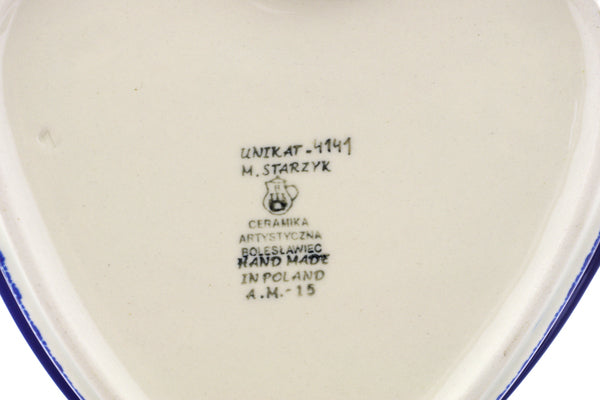 UNIKAT-4141
M. STARZYK
CERAMIKA
ARTYSTYCZNA
BOLESŁAWIEC
HAND MADE
IN POLAND
A.M.-15